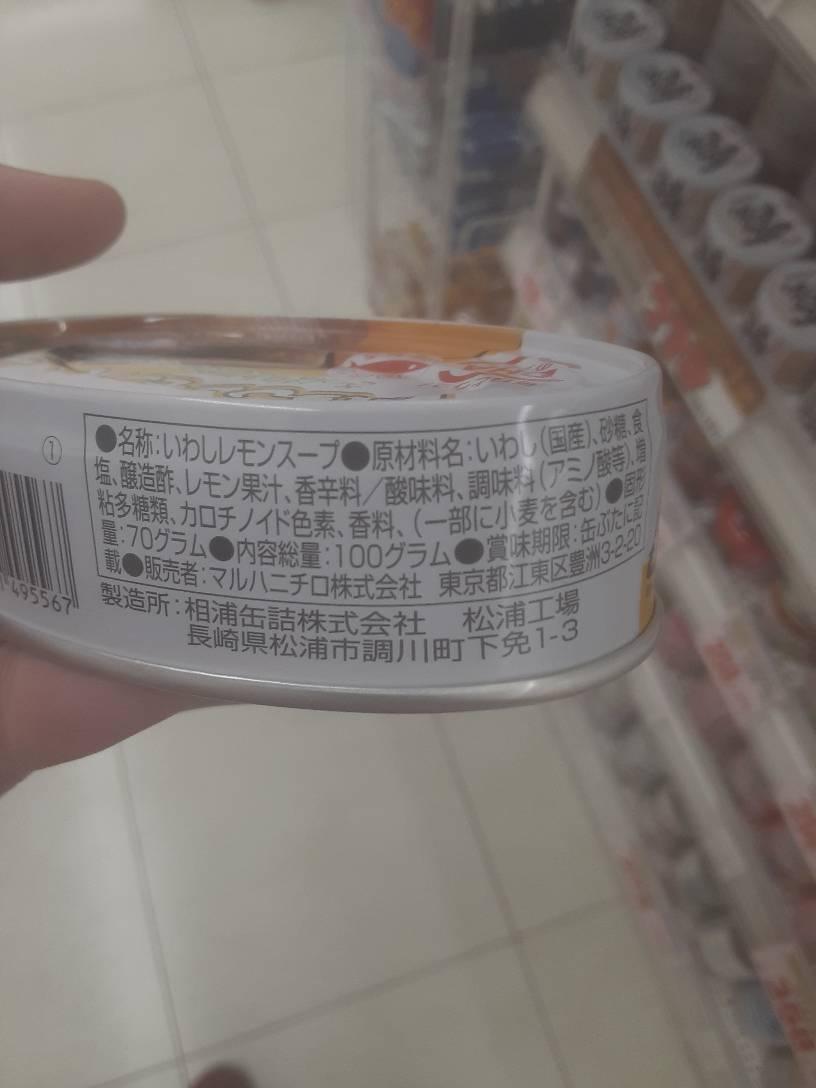 ①
●名称:いわしレモンスープ●原材料名:いわし(国産)、砂糖、食
塩、醸造酢、レモン果汁、香辛料/酸味料、調味料(アミノ酸等)、増
粘多糖類、カロチノイド色素、香料、(一部に小麦を含む)●固形
量:70グラム●内容総量:100グラム●賞味期限:缶ぶたに記
載●販売者:マルハニチロ株式会社 東京都江東区豊洲3-2-20
製造所:相浦缶詰株式会社 松浦工場
長崎県松浦市調川町下免1-3
495567